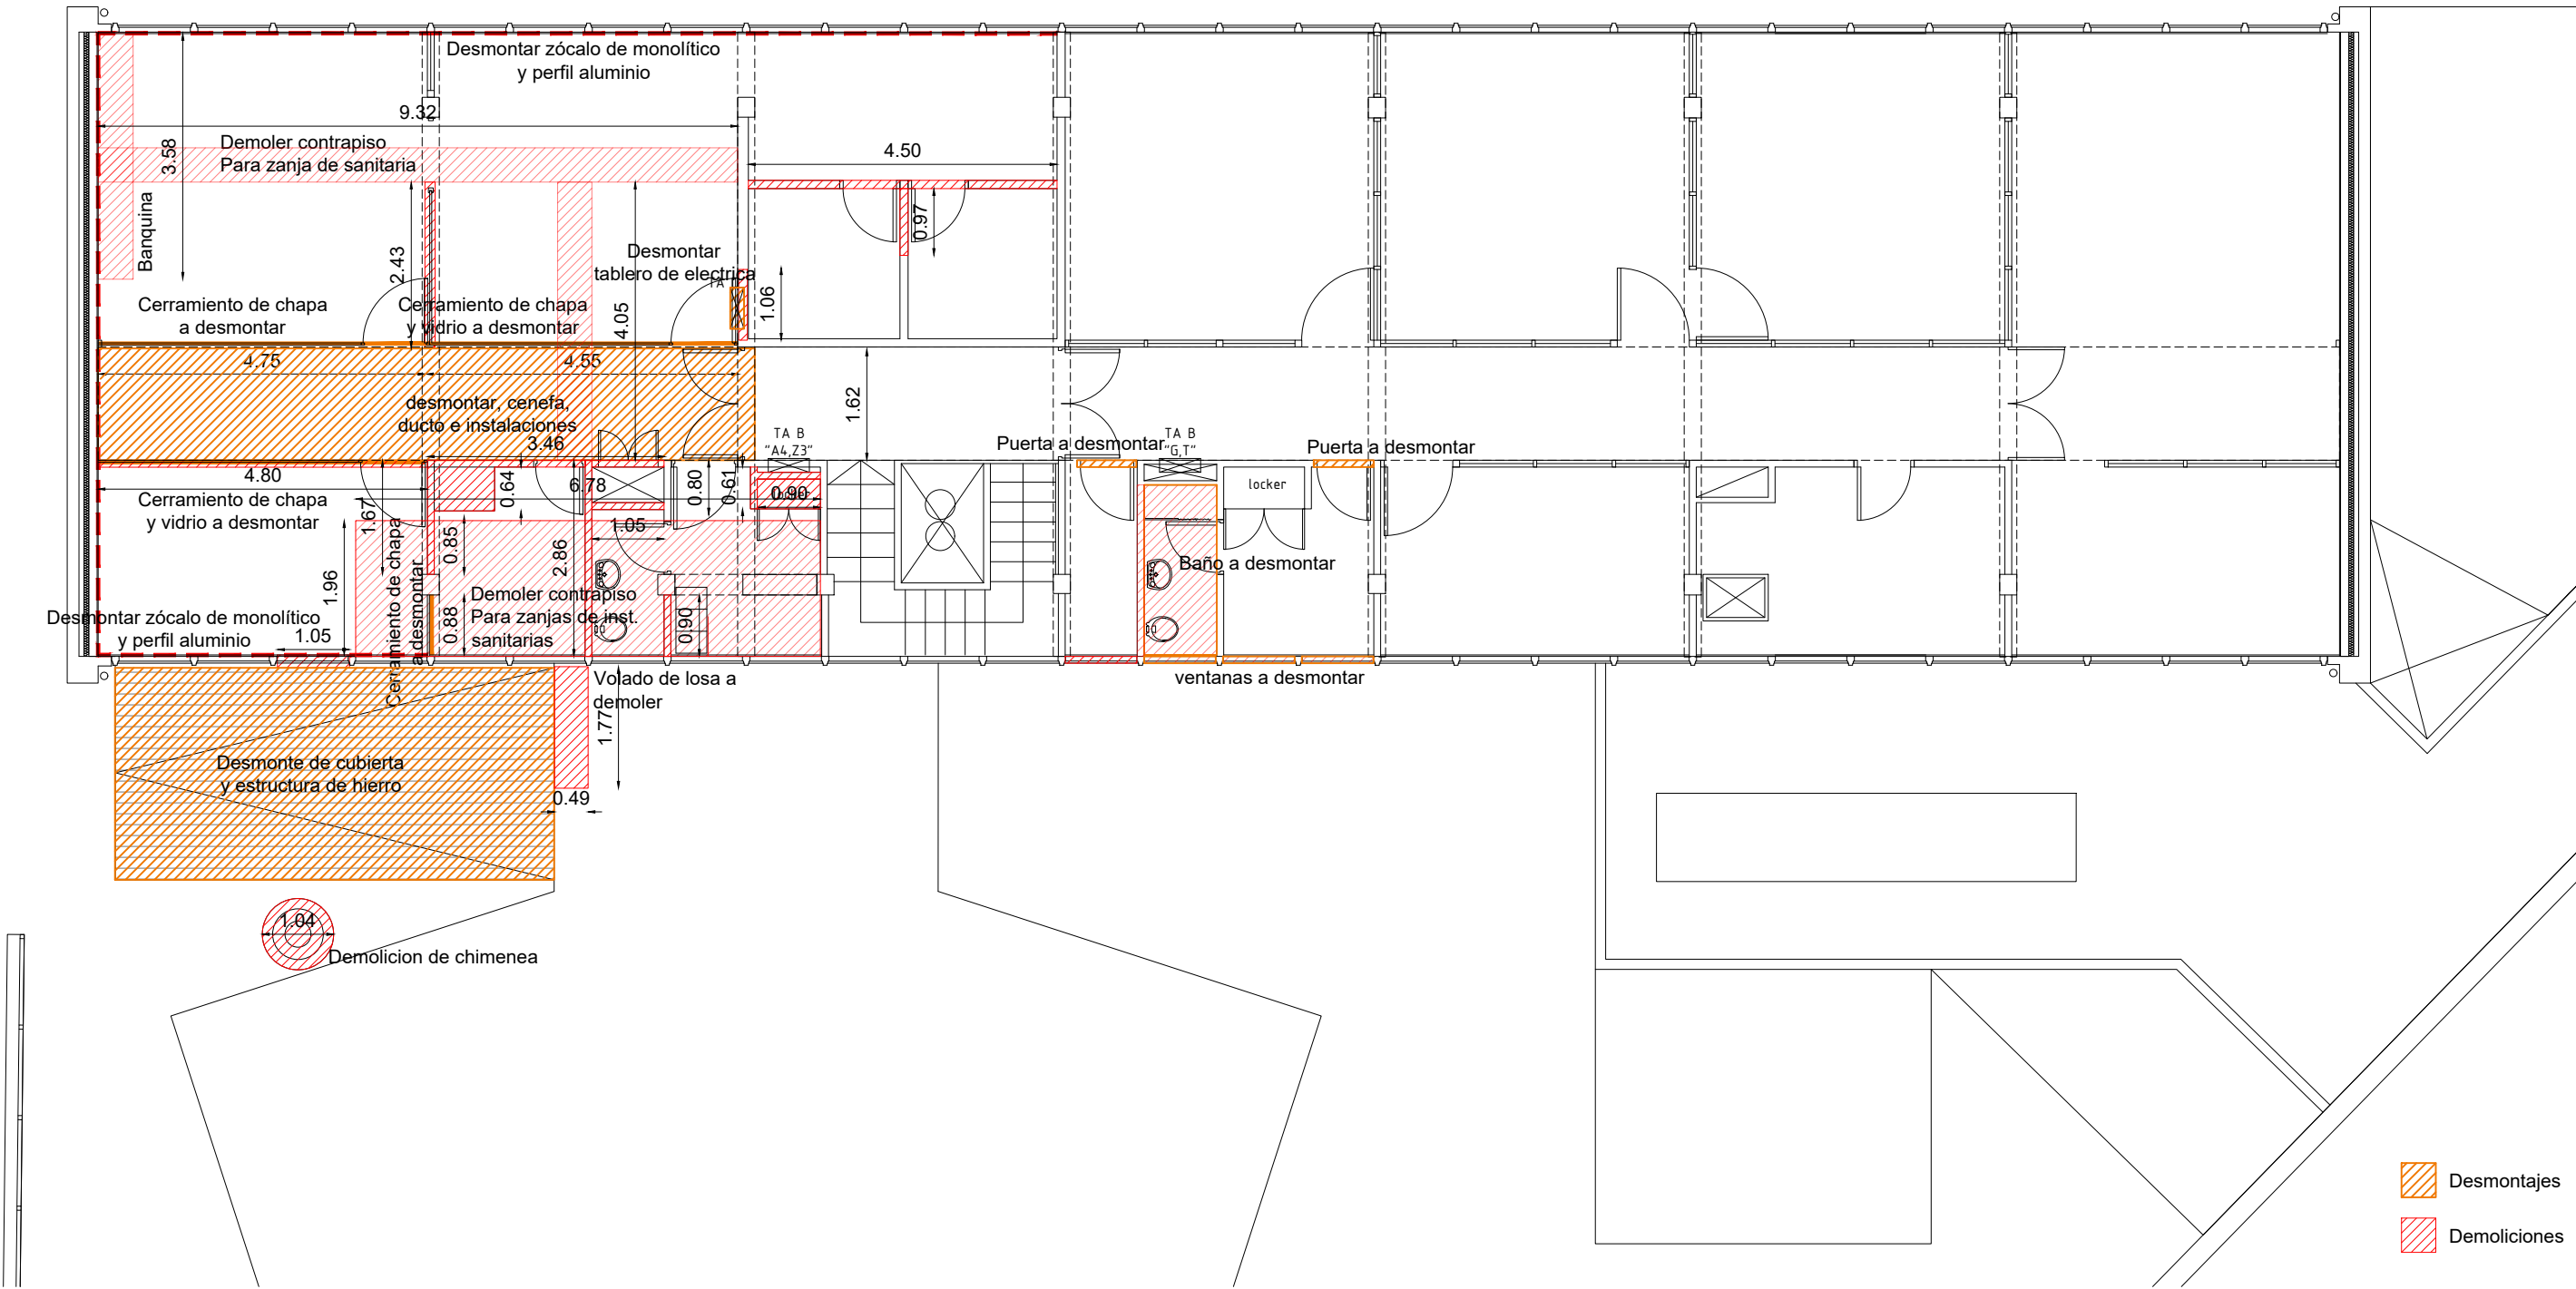 Desmontar zócalo de monolítico
y perfil aluminio
9.32
Demoler contrapiso
Para zanja de sanitaria
3.58
4.50
Banquina
2.43
0.97
Desmontar
tablero de electrica
TA
1.06
Cerramiento de chapa
a desmontar
Cerramiento de chapa
y vidrio a desmontar
4.05
4.75
4.55
desmontar, cenefa,
ducto e instalaciones
1.62
3.46
TA B
"A4,Z3"
Puerta a desmontar
TA B
"G,T"
Puerta a desmontar
4.80
Cerramiento de chapa
y vidrio a desmontar
1.67
0.64
6.78
0.80
0.61
locker
0.90
locker
1.05
0.85
2.86
Baño a desmontar
1.96
Cerramiento de chapa
a desmontar
Demoler contrapiso
Para zanjas de inst.
sanitarias
0.88
0.90
Desmontar zócalo de monolítico
y perfil aluminio
1.05
Volado de losa a
demoler
ventanas a desmontar
1.77
Desmonte de cubierta
y estructura de hierro
0.49
1.04
Demolicion de chimenea
Desmontajes
Demoliciones